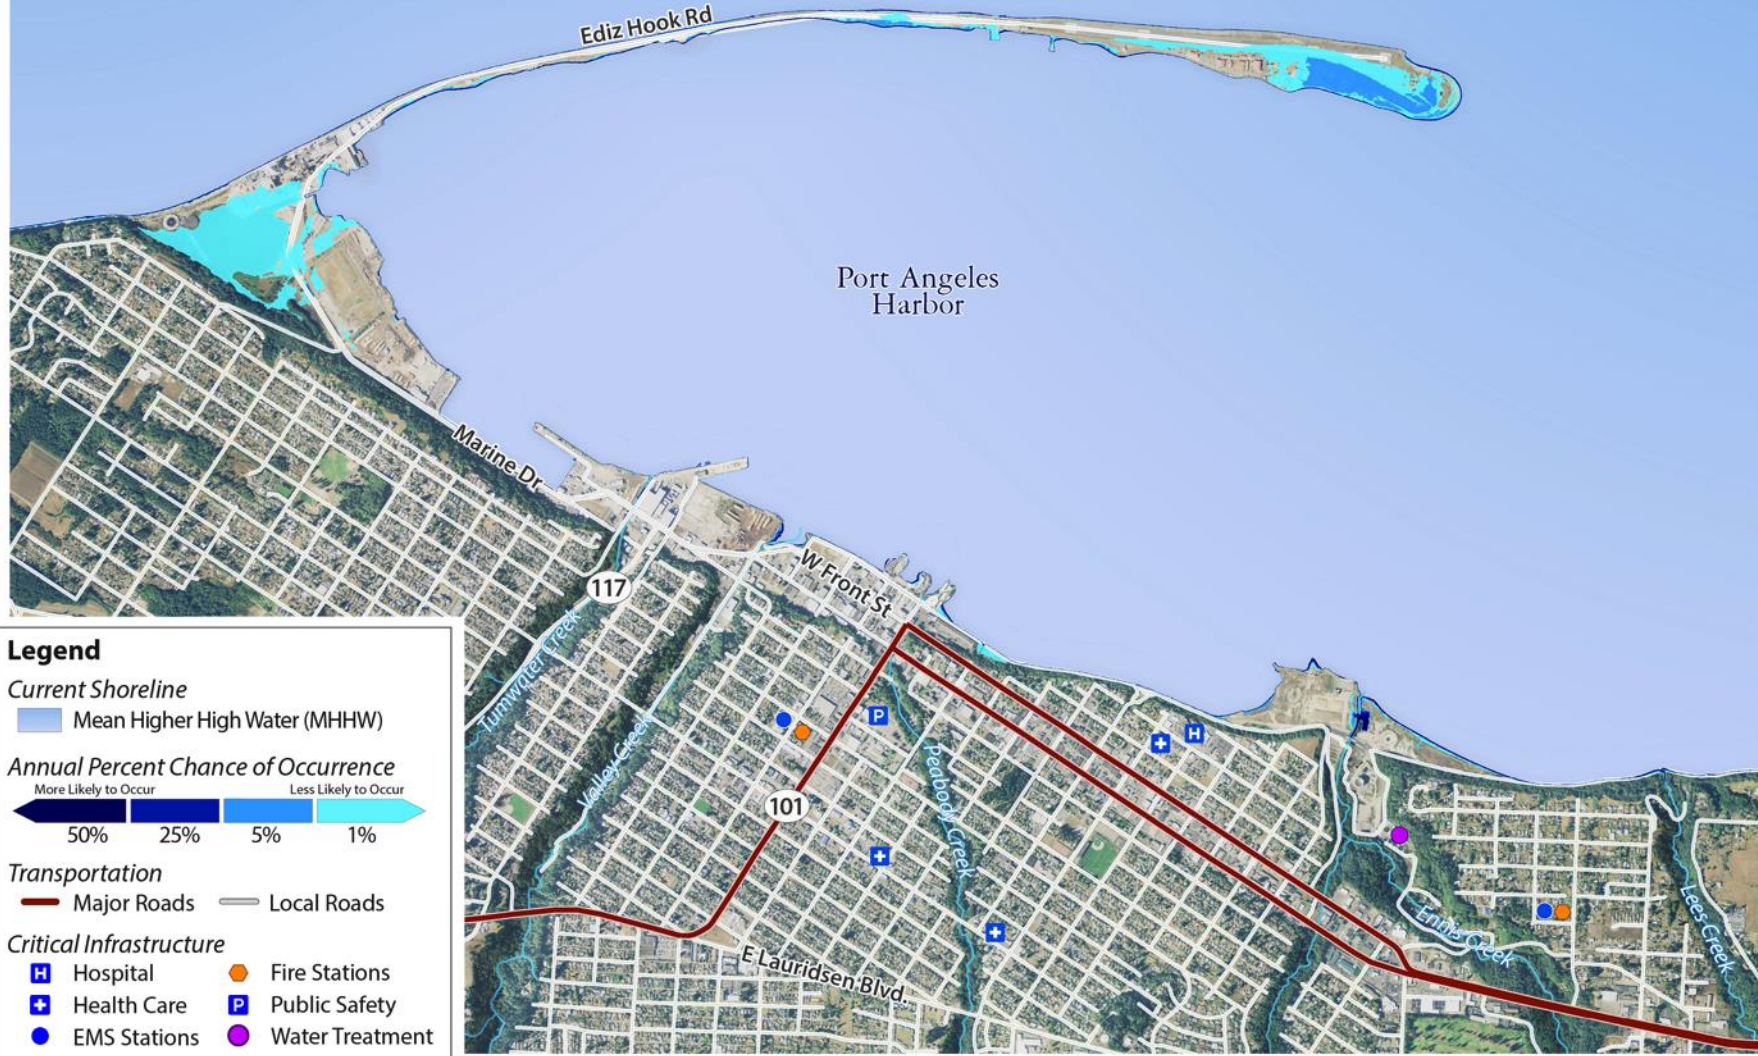 Ediz Hook Rd
Port Angeles
Harbor
Marine Dr
W Front St
117
Tumwater Creek
Valley Creek
P
H
Peabody Creek
101
E Lauridsen Blvd.
Ennis Creek
Lees Creek
Legend
Current Shoreline
Mean Higher High Water (MHHW)
Annual Percent Chance of Occurrence
More Likely to Occur Less Likely to Occur
50% 25% 5% 1%
Transportation
Major Roads Local Roads
Critical Infrastructure
H Hospital Fire Stations
Health Care P Public Safety
EMS Stations Water Treatment